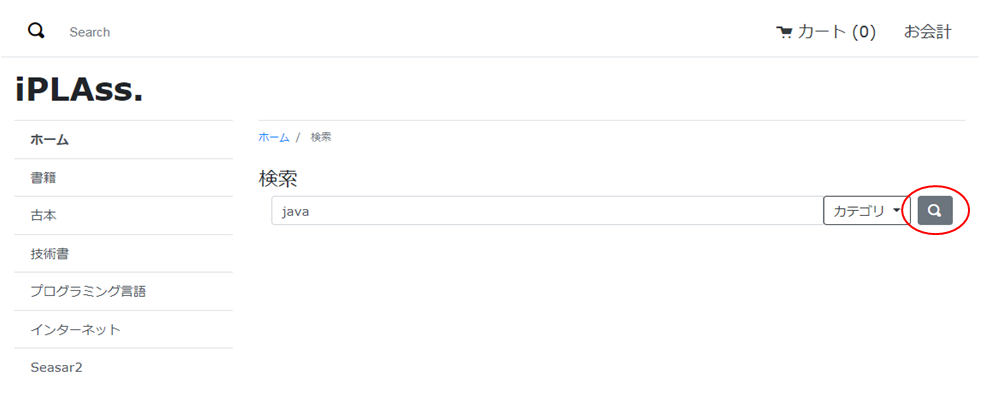 Search カート (0) お会計
iPLAss.
ホーム
書籍
古本
技術書
プログラミング言語
インターネット
Seasar2
ホーム / 検索
検索
java カテゴリ